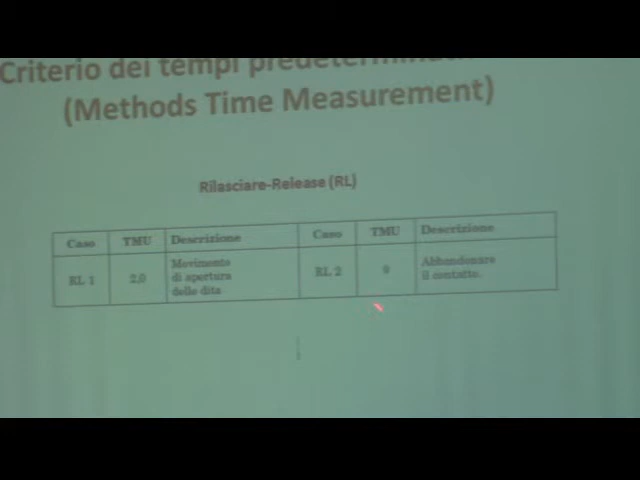 Criterio dei tempi predeterminati
(Methods Time Measurement)
Rilasciare-Release (RL)
Caso TMU Descrizione Caso TMU Descrizione
RL 1 2,0 Movimento di apertura delle dita RL 2 0 Abbandonare il contatto.